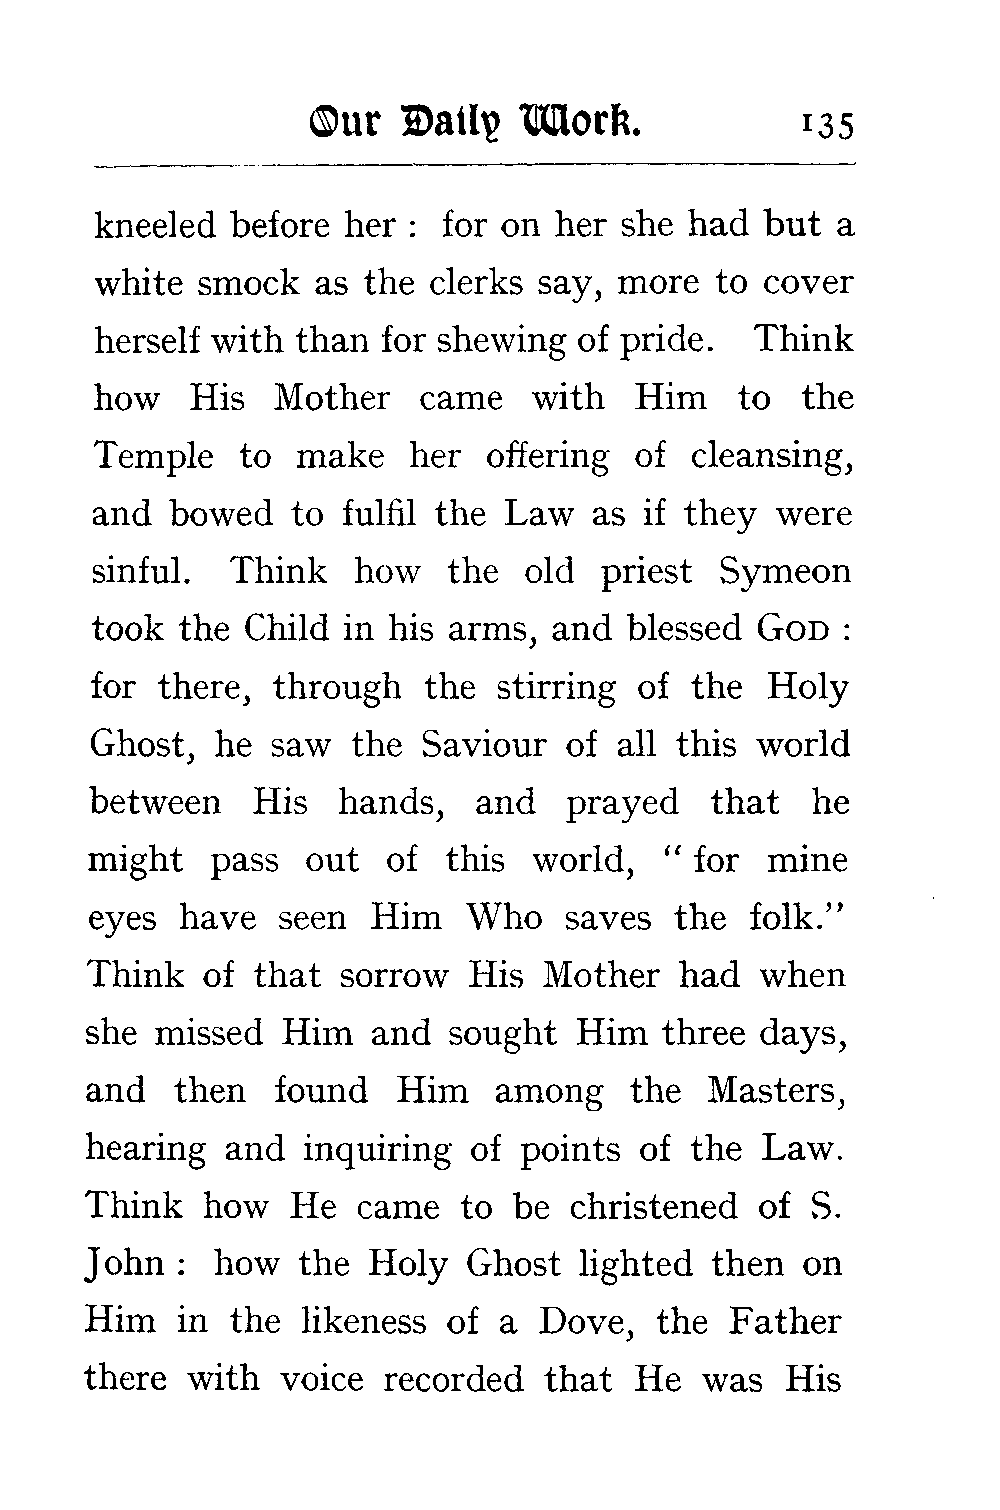 Our Daily Work. 135
kneeled before her : for on her she had but a
white smock as the clerks say, more to cover
herself with than for shewing of pride. Think
how His Mother came with Him to the
Temple to make her offering of cleansing,
and bowed to fulfil the Law as if they were
sinful. Think how the old priest Symeon
took the Child in his arms, and blessed GOD :
for there, through the stirring of the Holy
Ghost, he saw the Saviour of all this world
between His hands, and prayed that he
might pass out of this world, “ for mine
eyes have seen Him Who saves the folk.”
Think of that sorrow His Mother had when
she missed Him and sought Him three days,
and then found Him among the Masters,
hearing and inquiring of points of the Law.
Think how He came to be christened of S.
John : how the Holy Ghost lighted then on
Him in the likeness of a Dove, the Father
there with voice recorded that He was His